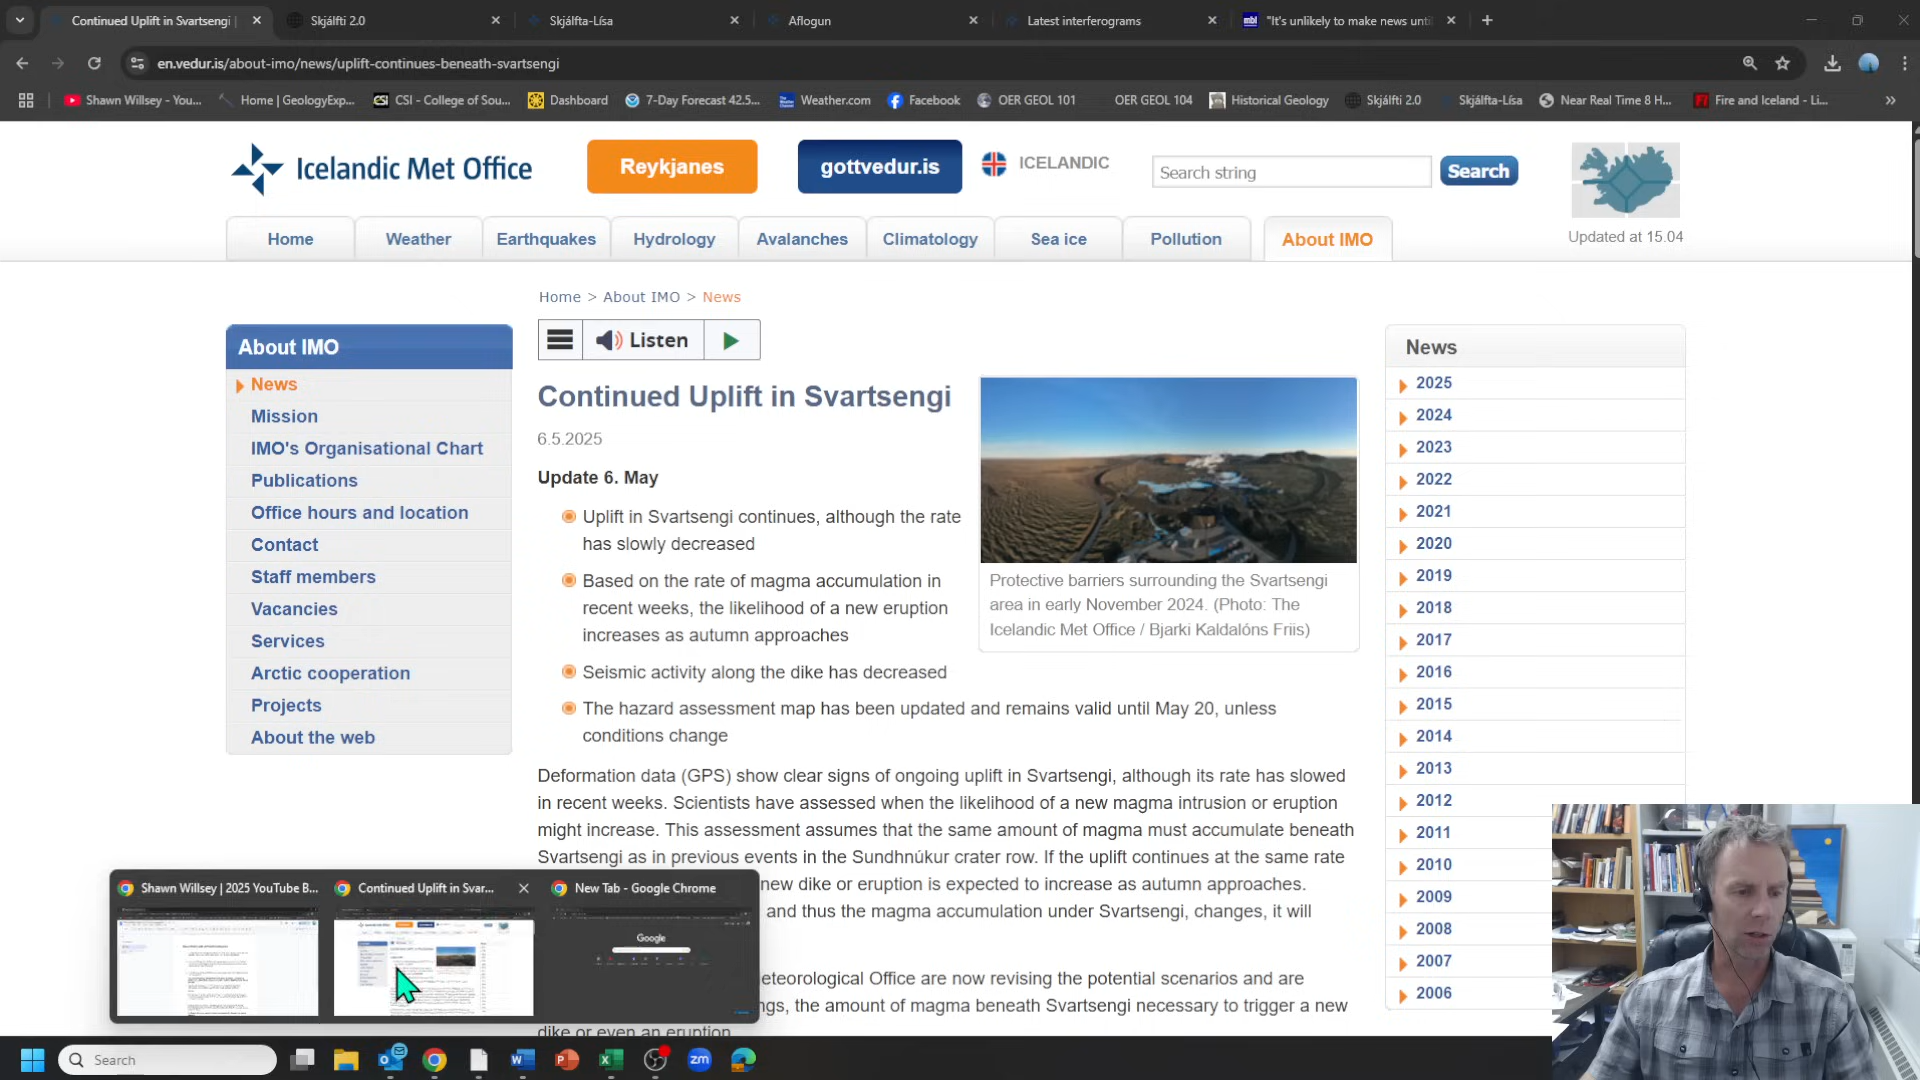 Continued Uplift in Svartsengi |
Skjálfti 2.0
Skjálfta-Lísa
Aflogun
Latest interferograms
mbl "It's unlikely to make news unti
en.vedur.is/about-imo/news/uplift-continues-beneath-svartsengi
Shawn Willsey - You...
Home | GeologyExp...
CSI CSI - College of Sou...
Dashboard
7-Day Forecast 42.5...
Weather.com
Facebook
OER GEOL 101
OER GEOL 104
Historical Geology
Skjálfti 2.0
Skjálfta-Lísa
Near Real Time 8 H...
Fire and Iceland - Li...
Icelandic Met Office
Reykjanes
gottvedur.is
ICELANDIC
Search string
Search
Updated at 15.04
Home
Weather
Earthquakes
Hydrology
Avalanches
Climatology
Sea ice
Pollution
About IMO
Home > About IMO > News
Listen
About IMO
News
Mission
IMO's Organisational Chart
Publications
Office hours and location
Contact
Staff members
Vacancies
Services
Arctic cooperation
Projects
About the web
Continued Uplift in Svartsengi
6.5.2025
Update 6. May
Uplift in Svartsengi continues, although the rate
has slowly decreased
Based on the rate of magma accumulation in
recent weeks, the likelihood of a new eruption
increases as autumn approaches
Seismic activity along the dike has decreased
The hazard assessment map has been updated and remains valid until May 20, unless
conditions change
Protective barriers surrounding the Svartsengi
area in early November 2024. (Photo: The
Icelandic Met Office / Bjarki Kaldalóns Friis)
Deformation data (GPS) show clear signs of ongoing uplift in Svartsengi, although its rate has slowed
in recent weeks. Scientists have assessed when the likelihood of a new magma intrusion or eruption
might increase. This assessment assumes that the same amount of magma must accumulate beneath
Svartsengi as in previous events in the Sundhnúkur crater row. If the uplift continues at the same rate
new dike or eruption is expected to increase as autumn approaches.
and thus the magma accumulation under Svartsengi, changes, it will
eteorological Office are now revising the potential scenarios and are
ngs, the amount of magma beneath Svartsengi necessary to trigger a new
dike or even an eruption
News
2025
2024
2023
2022
2021
2020
2019
2018
2017
2016
2015
2014
2013
2012
2011
2010
2009
2008
2007
2006
Shawn Willsey | 2025 YouTube B...
Continued Uplift in Svar...
New Tab - Google Chrome
Google
Search
zm